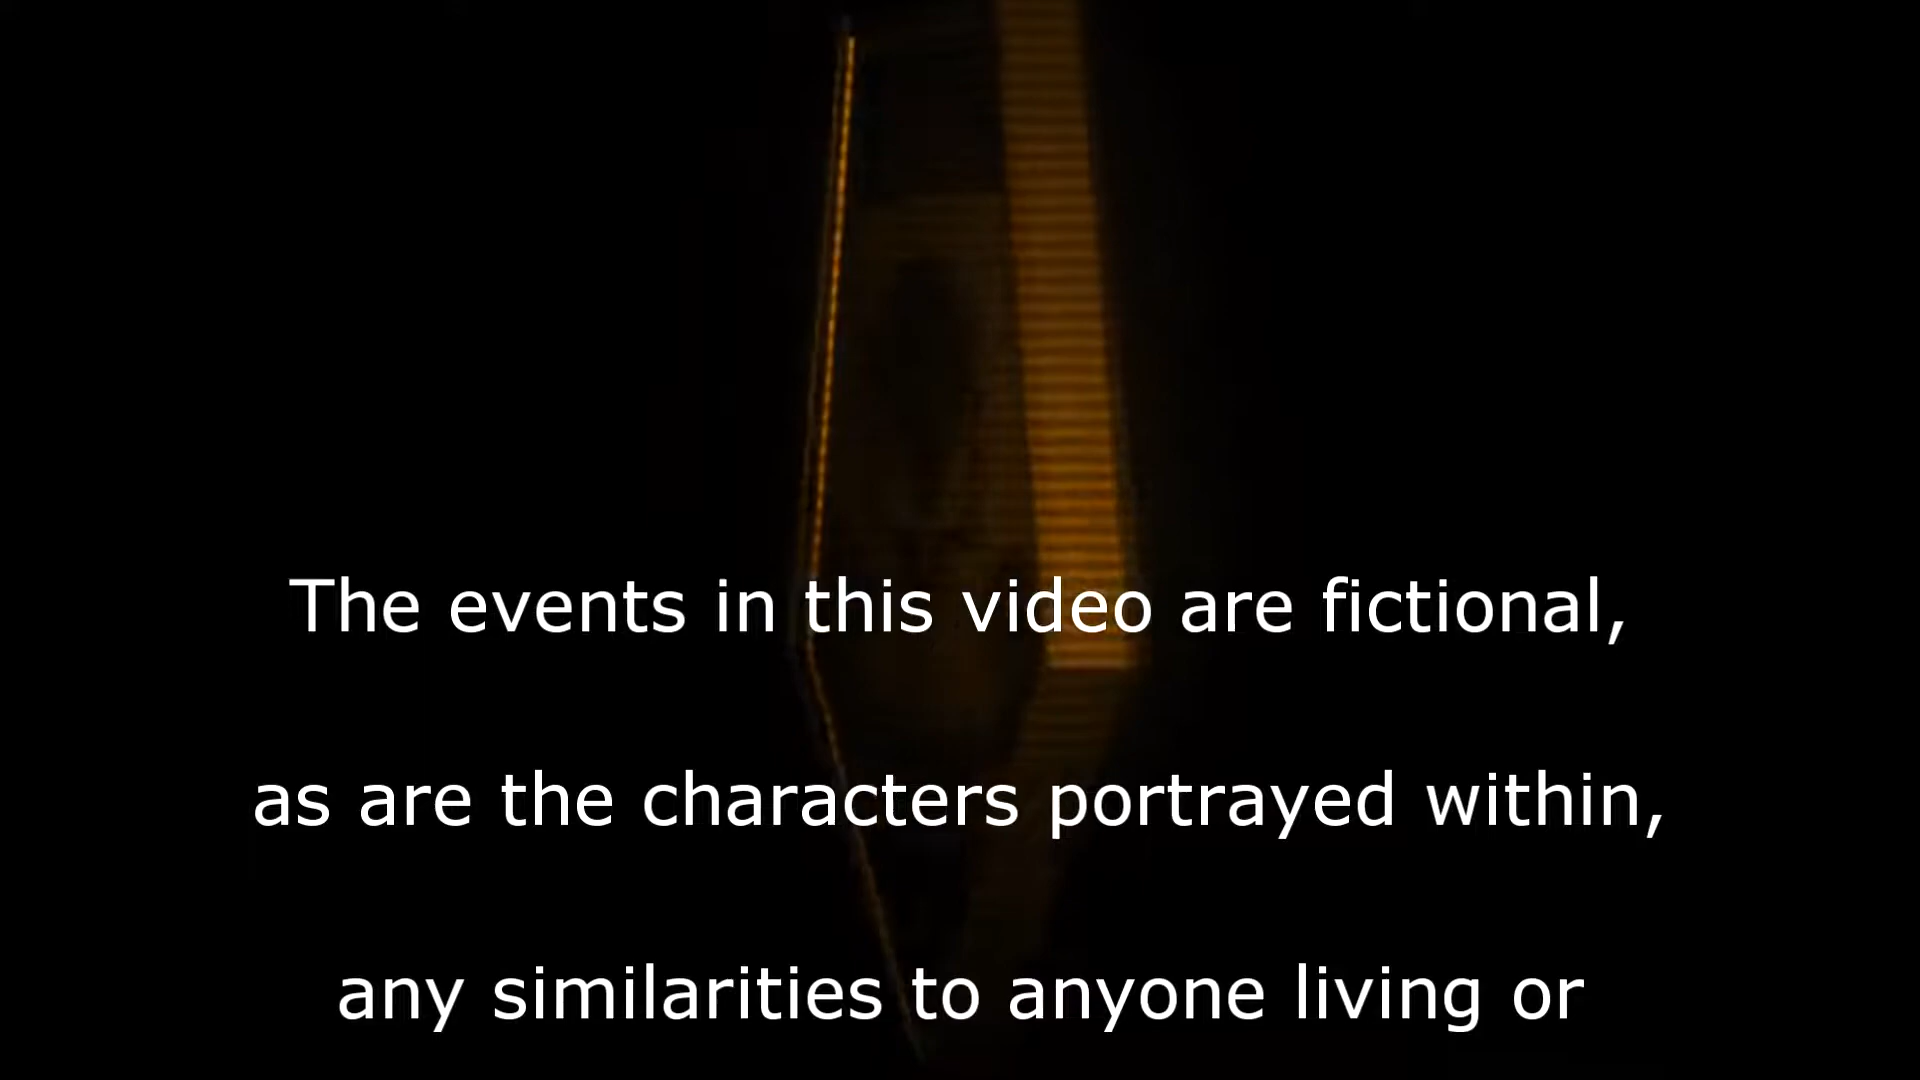 The events in this video are fictional,
as are the characters portrayed within,
any similarities to anyone living or